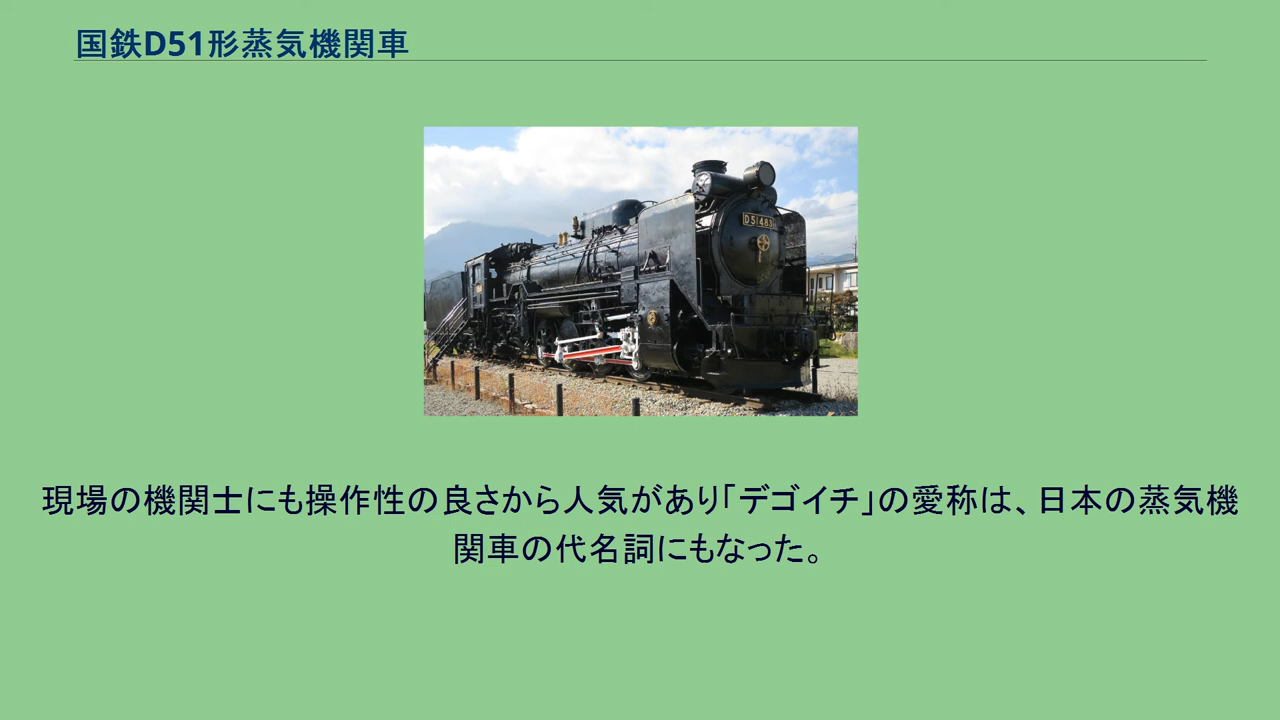 国鉄D51形蒸気機関車
D51483
現場の機関士にも操作性の良さから人気があり「デゴイチ」の愛称は、日本の蒸気機
関車の代名詞にもなった。